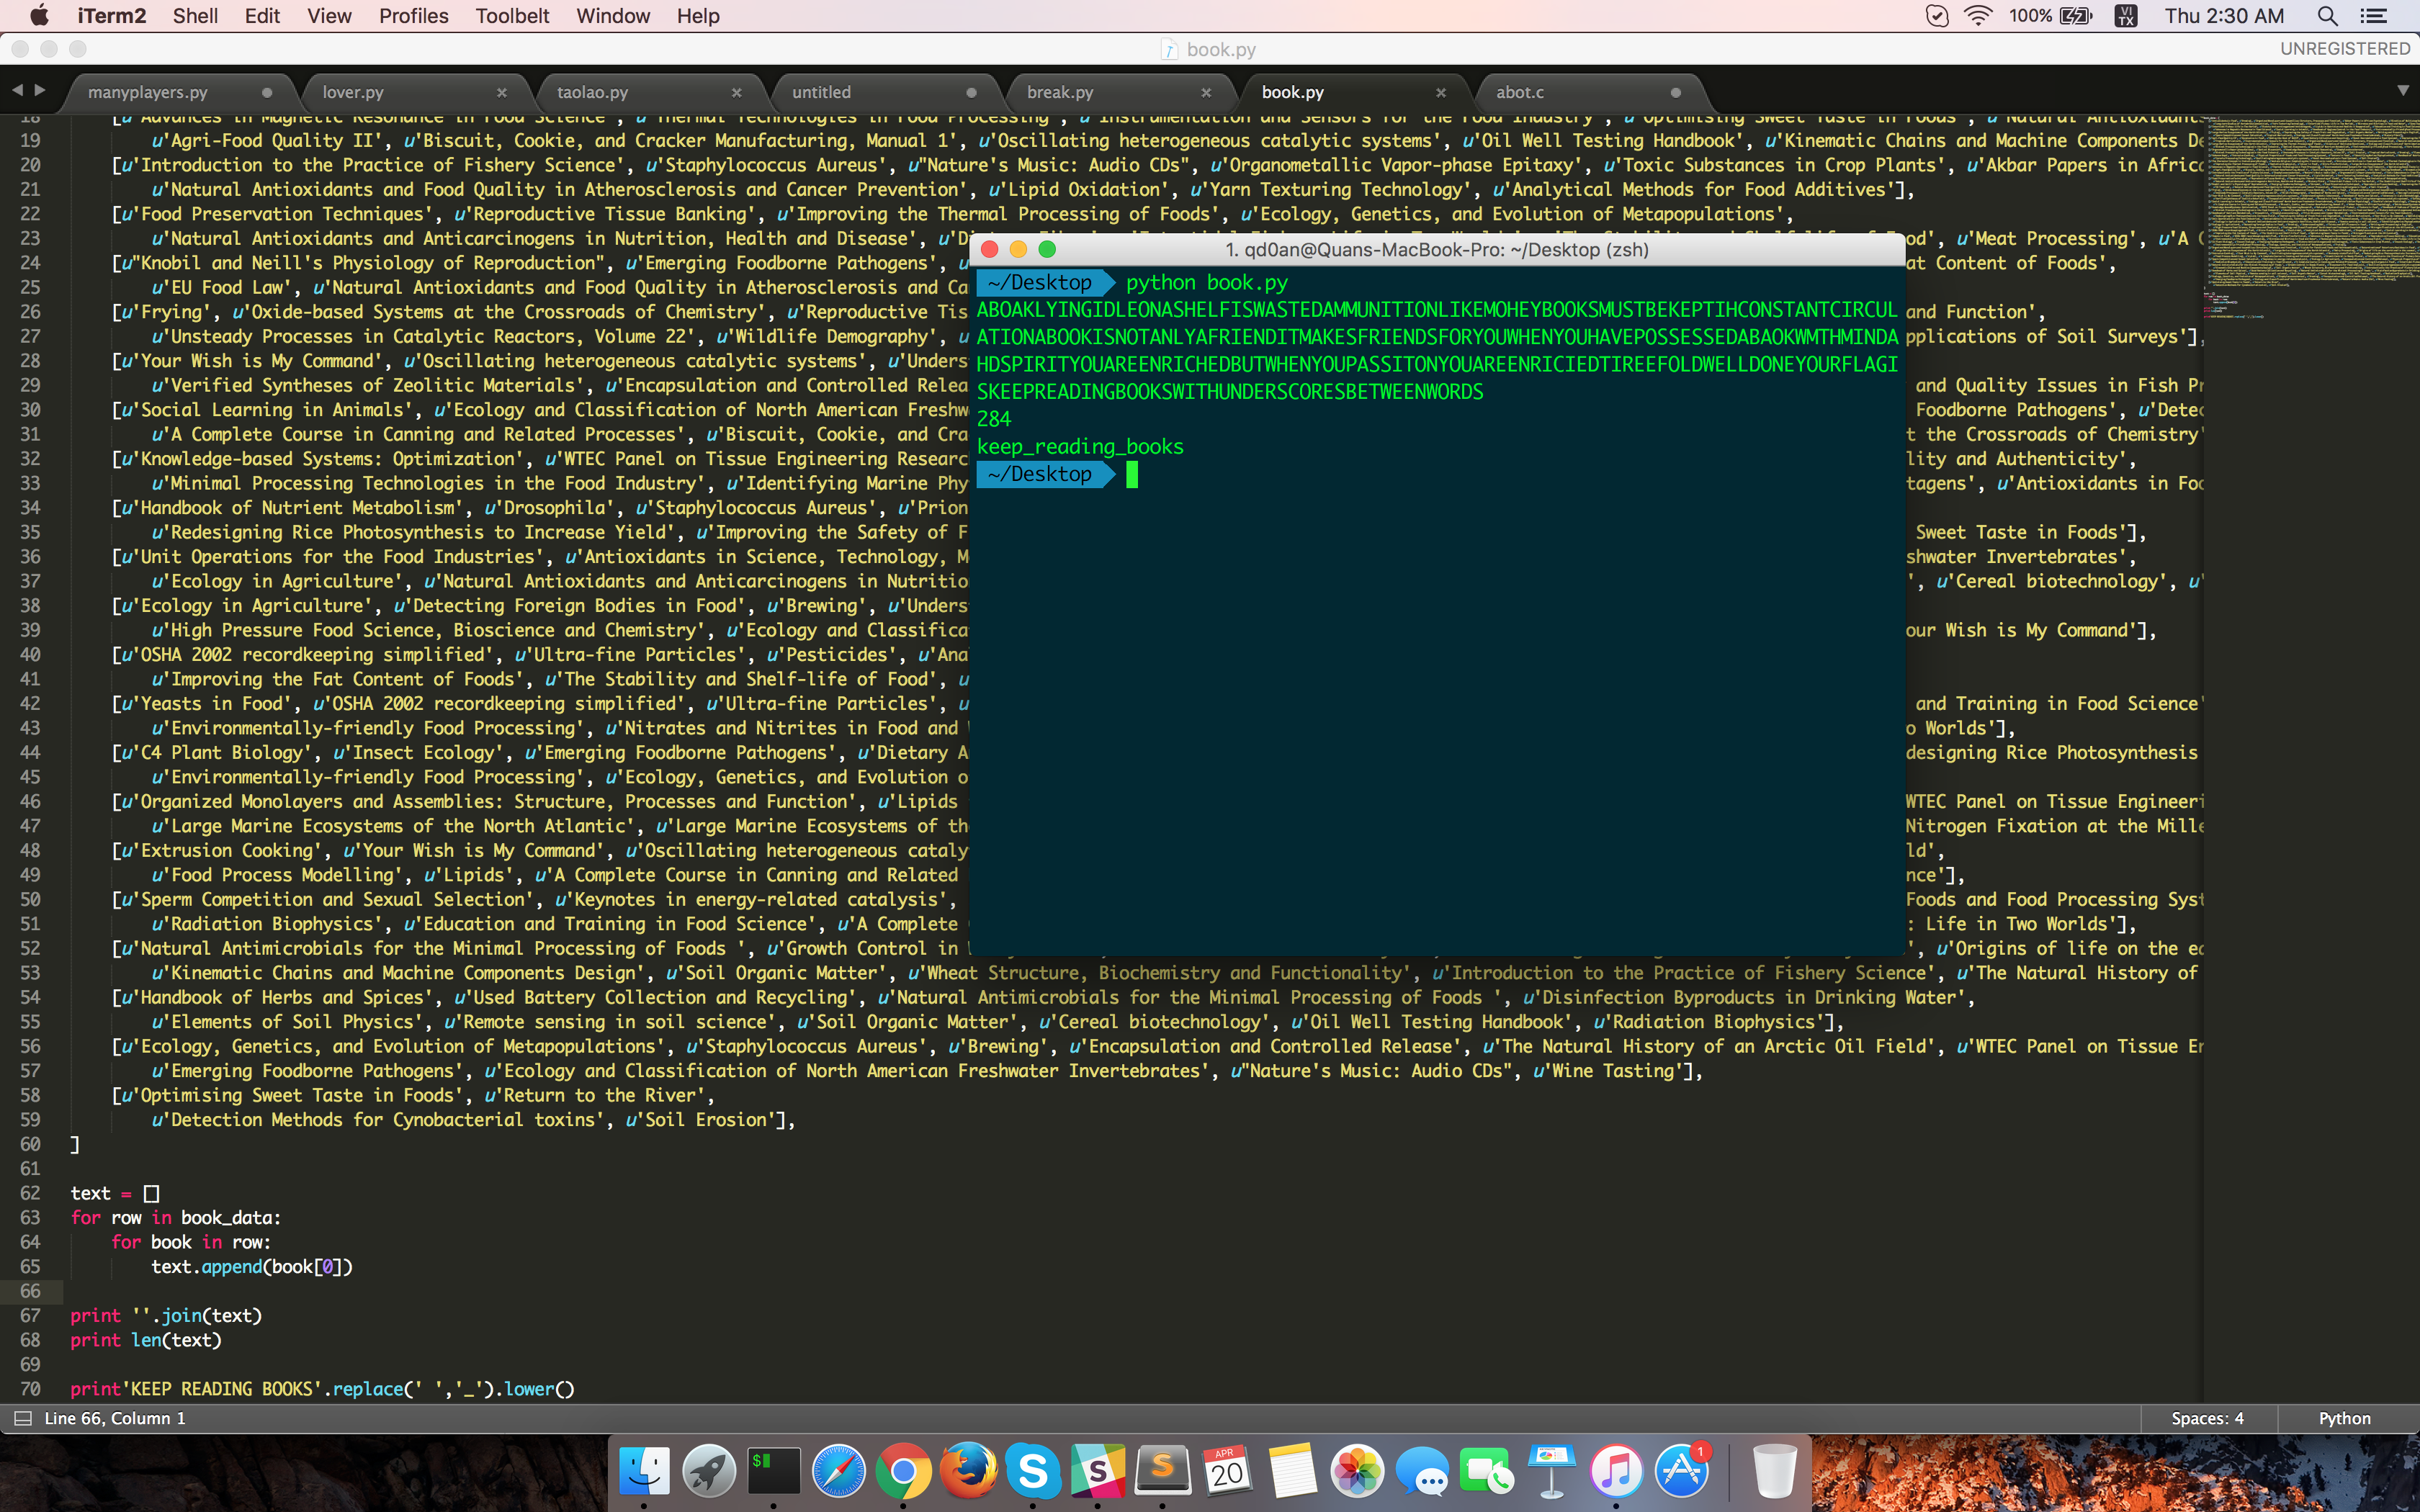 iTerm2 Shell Edit View Profiles Toolbelt Window Help 100% VI TX Thu 2:30 AM
book.py UNREGISTERED
manyplayers.py lover.py taolao.py untitled break.py book.py abot.c
18 [u'Advances in Magnetic Resonance in Food Science', u'Thermal Technologies in Food Processing', u'Instrumentation and Sensors for the Food Industry', u'Optimising Sweet Taste in Foods', u'Natural Antioxidants
19 u'Agri-Food Quality II', u'Biscuit, Cookie, and Cracker Manufacturing, Manual 1', u'Oscillating heterogeneous catalytic systems', u'Oil Well Testing Handbook', u'Kinematic Chains and Machine Components De
20 [u'Introduction to the Practice of Fishery Science', u'Staphylococcus Aureus', u"Nature's Music: Audio CDs", u'Organometallic Vapor-phase Epitaxy', u'Toxic Substances in Crop Plants', u'Akbar Papers in Afric
21 u'Natural Antioxidants and Food Quality in Atherosclerosis and Cancer Prevention', u'Lipid Oxidation', u'Yarn Texturing Technology', u'Analytical Methods for Food Additives'],
22 [u'Food Preservation Techniques', u'Reproductive Tissue Banking', u'Improving the Thermal Processing of Foods', u'Ecology, Genetics, and Evolution of Metapopulations',
23 u'Natural Antioxidants and Anticarcinogens in Nutrition, Health and Disease', u'D od', u'Meat Processing', u'A C
24 [u"Knobil and Neill's Physiology of Reproduction", u'Emerging Foodborne Pathogens', u at Content of Foods',
25 u'EU Food Law', u'Natural Antioxidants and Food Quality in Atherosclerosis and Ca
26 [u'Frying', u'Oxide-based Systems at the Crossroads of Chemistry', u'Reproductive Tis and Function',
27 u'Unsteady Processes in Catalytic Reactors, Volume 22', u'Wildlife Demography', u pplications of Soil Surveys'],
28 [u'Your Wish is My Command', u'Oscillating heterogeneous catalytic systems', u'Unders
29 u'Verified Syntheses of Zeolitic Materials', u'Encapsulation and Controlled Relea and Quality Issues in Fish Pr
30 [u'Social Learning in Animals', u'Ecology and Classification of North American Freshw Foodborne Pathogens', u'Detec
31 u'A Complete Course in Canning and Related Processes', u'Biscuit, Cookie, and Cra t the Crossroads of Chemistry'
32 [u'Knowledge-based Systems: Optimization', u'WTEC Panel on Tissue Engineering Researc lity and Authenticity',
33 u'Minimal Processing Technologies in the Food Industry', u'Identifying Marine Phy tagens', u'Antioxidants in Foo
34 [u'Handbook of Nutrient Metabolism', u'Drosophila', u'Staphylococcus Aureus', u'Prion
35 u'Redesigning Rice Photosynthesis to Increase Yield', u'Improving the Safety of F Sweet Taste in Foods'],
36 [u'Unit Operations for the Food Industries', u'Antioxidants in Science, Technology, M shwater Invertebrates',
37 u'Ecology in Agriculture', u'Natural Antioxidants and Anticarcinogens in Nutritio ', u'Cereal biotechnology', u'
38 [u'Ecology in Agriculture', u'Detecting Foreign Bodies in Food', u'Brewing', u'Unders
39 u'High Pressure Food Science, Bioscience and Chemistry', u'Ecology and Classifica our Wish is My Command'],
40 [u'OSHA 2002 recordkeeping simplified', u'Ultra-fine Particles', u'Pesticides', u'Ana
41 u'Improving the Fat Content of Foods', u'The Stability and Shelf-life of Food', u
42 [u'Yeasts in Food', u'OSHA 2002 recordkeeping simplified', u'Ultra-fine Particles', u and Training in Food Science'
43 u'Environmentally-friendly Food Processing', u'Nitrates and Nitrites in Food and o Worlds'],
44 [u'C4 Plant Biology', u'Insect Ecology', u'Emerging Foodborne Pathogens', u'Dietary A designing Rice Photosynthesis
45 u'Environmentally-friendly Food Processing', u'Ecology, Genetics, and Evolution o
46 [u'Organized Monolayers and Assemblies: Structure, Processes and Function', u'Lipids WTEC Panel on Tissue Engineeri
47 u'Large Marine Ecosystems of the North Atlantic', u'Large Marine Ecosystems of th Nitrogen Fixation at the Mille
48 [u'Extrusion Cooking', u'Your Wish is My Command', u'Oscillating heterogeneous cataly ld',
49 u'Food Process Modelling', u'Lipids', u'A Complete Course in Canning and Related nce'],
50 [u'Sperm Competition and Sexual Selection', u'Keynotes in energy-related catalysis', Foods and Food Processing Syst
51 u'Radiation Biophysics', u'Education and Training in Food Science', u'A Complete : Life in Two Worlds'],
52 [u'Natural Antimicrobials for the Minimal Processing of Foods ', u'Growth Control in ', u'Origins of life on the ea
53 u'Kinematic Chains and Machine Components Design', u'Soil Organic Matter', u'Wheat Structure, Biochemistry and Functionality', u'Introduction to the Practice of Fishery Science', u'The Natural History of
54 [u'Handbook of Herbs and Spices', u'Used Battery Collection and Recycling', u'Natural Antimicrobials for the Minimal Processing of Foods ', u'Disinfection Byproducts in Drinking Water',
55 u'Elements of Soil Physics', u'Remote sensing in soil science', u'Soil Organic Matter', u'Cereal biotechnology', u'Oil Well Testing Handbook', u'Radiation Biophysics'],
56 [u'Ecology, Genetics, and Evolution of Metapopulations', u'Staphylococcus Aureus', u'Brewing', u'Encapsulation and Controlled Release', u'The Natural History of an Arctic Oil Field', u'WTEC Panel on Tissue En
57 u'Emerging Foodborne Pathogens', u'Ecology and Classification of North American Freshwater Invertebrates', u"Nature's Music: Audio CDs", u'Wine Tasting'],
58 [u'Optimising Sweet Taste in Foods', u'Return to the River',
59 u'Detection Methods for Cynobacterial toxins', u'Soil Erosion'],
60 ]
61
62 text = []
63 for row in book_data:
64 for book in row:
65 text.append(book[0])
66
67 print ''.join(text)
68 print len(text)
69
70 print'KEEP READING BOOKS'.replace(' ','_').lower()
1. qd0an@Quans-MacBook-Pro: ~/Desktop (zsh)
~/Desktop python book.py
ABOAKLYINGIDLEONASHELFISWASTEDAMMUNITIONLIKEMOHEYBOOKSMUSTBEKEPTIHCONSTANTCIRCUL
ATIONABOOKISNOTANLYAFRIENDITMAKESFRIENDSFORYOUWHENYOUHAVEPOSSESSEDABAOKWMTHMINDA
HDSPIRITYOUAREENRICHEDBUTWHENYOUPASSITONYOUAREENRICIEDTIREEFOLDWELLDONEYOURFLAGI
SKEEPREADINGBOOKSWITHUNDERSCORESBETWEENWORDS
284
keep_reading_books
~/Desktop
Line 66, Column 1 Spaces: 4 Python
$ S S S APR 20 1